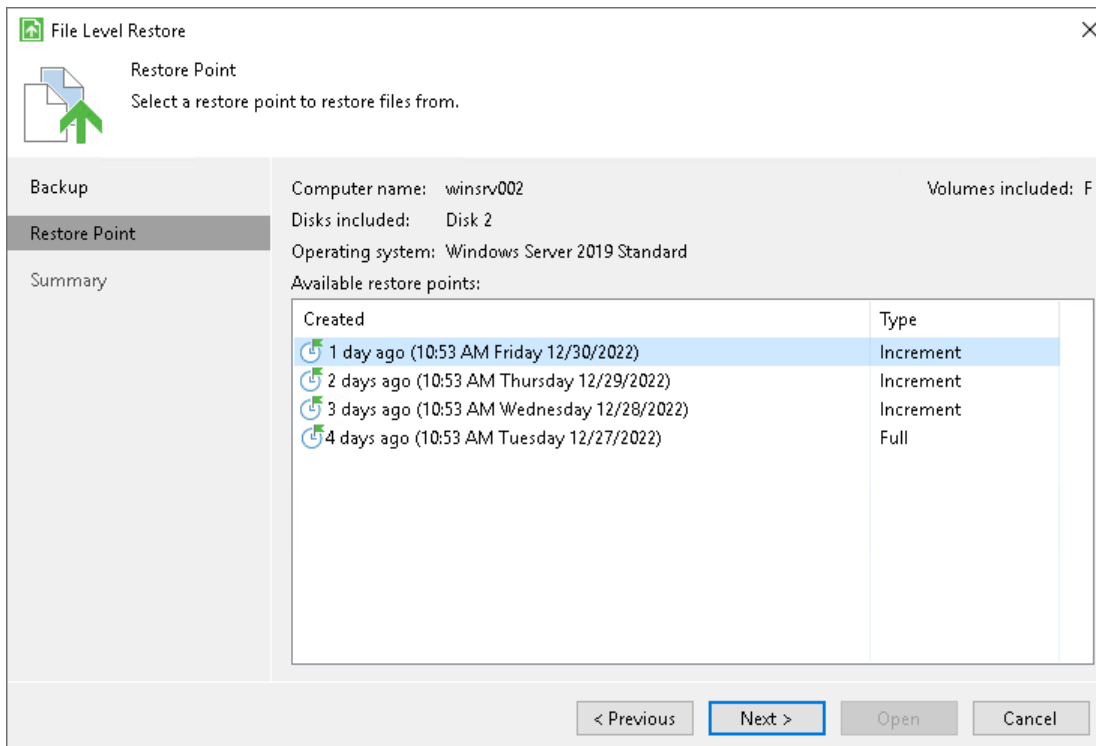 File Level Restore
Restore Point
Select a restore point to restore files from.
Backup
Restore Point
Summary
Computer name: winsrv002 Volumes included: F
Disks included: Disk 2
Operating system: Windows Server 2019 Standard
Available restore points:
Created Type
1 day ago (10:53 AM Friday 12/30/2022) Increment
2 days ago (10:53 AM Thursday 12/29/2022) Increment
3 days ago (10:53 AM Wednesday 12/28/2022) Increment
4 days ago (10:53 AM Tuesday 12/27/2022) Full
< Previous Next > Open Cancel